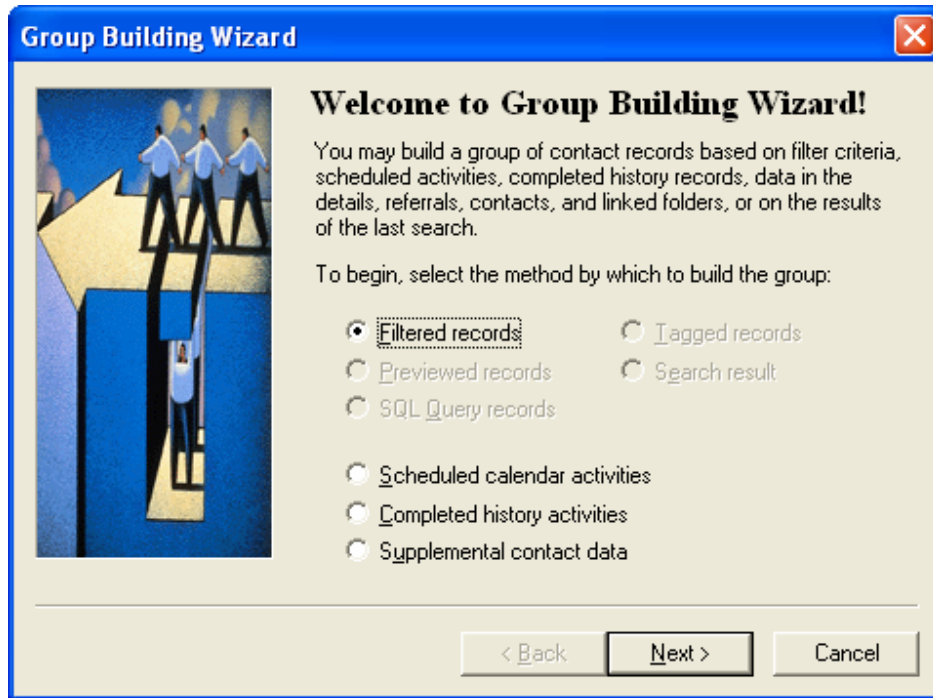 Group Building Wizard
Welcome to Group Building Wizard!
You may build a group of contact records based on filter criteria,
scheduled activities, completed history records, data in the
details, referrals, contacts, and linked folders, or on the results
of the last search.
To begin, select the method by which to build the group:
Filtered records
Tagged records
Previewed records
Search result
SQL Query records
Scheduled calendar activities
Completed history activities
Supplemental contact data
< Back
Next >
Cancel